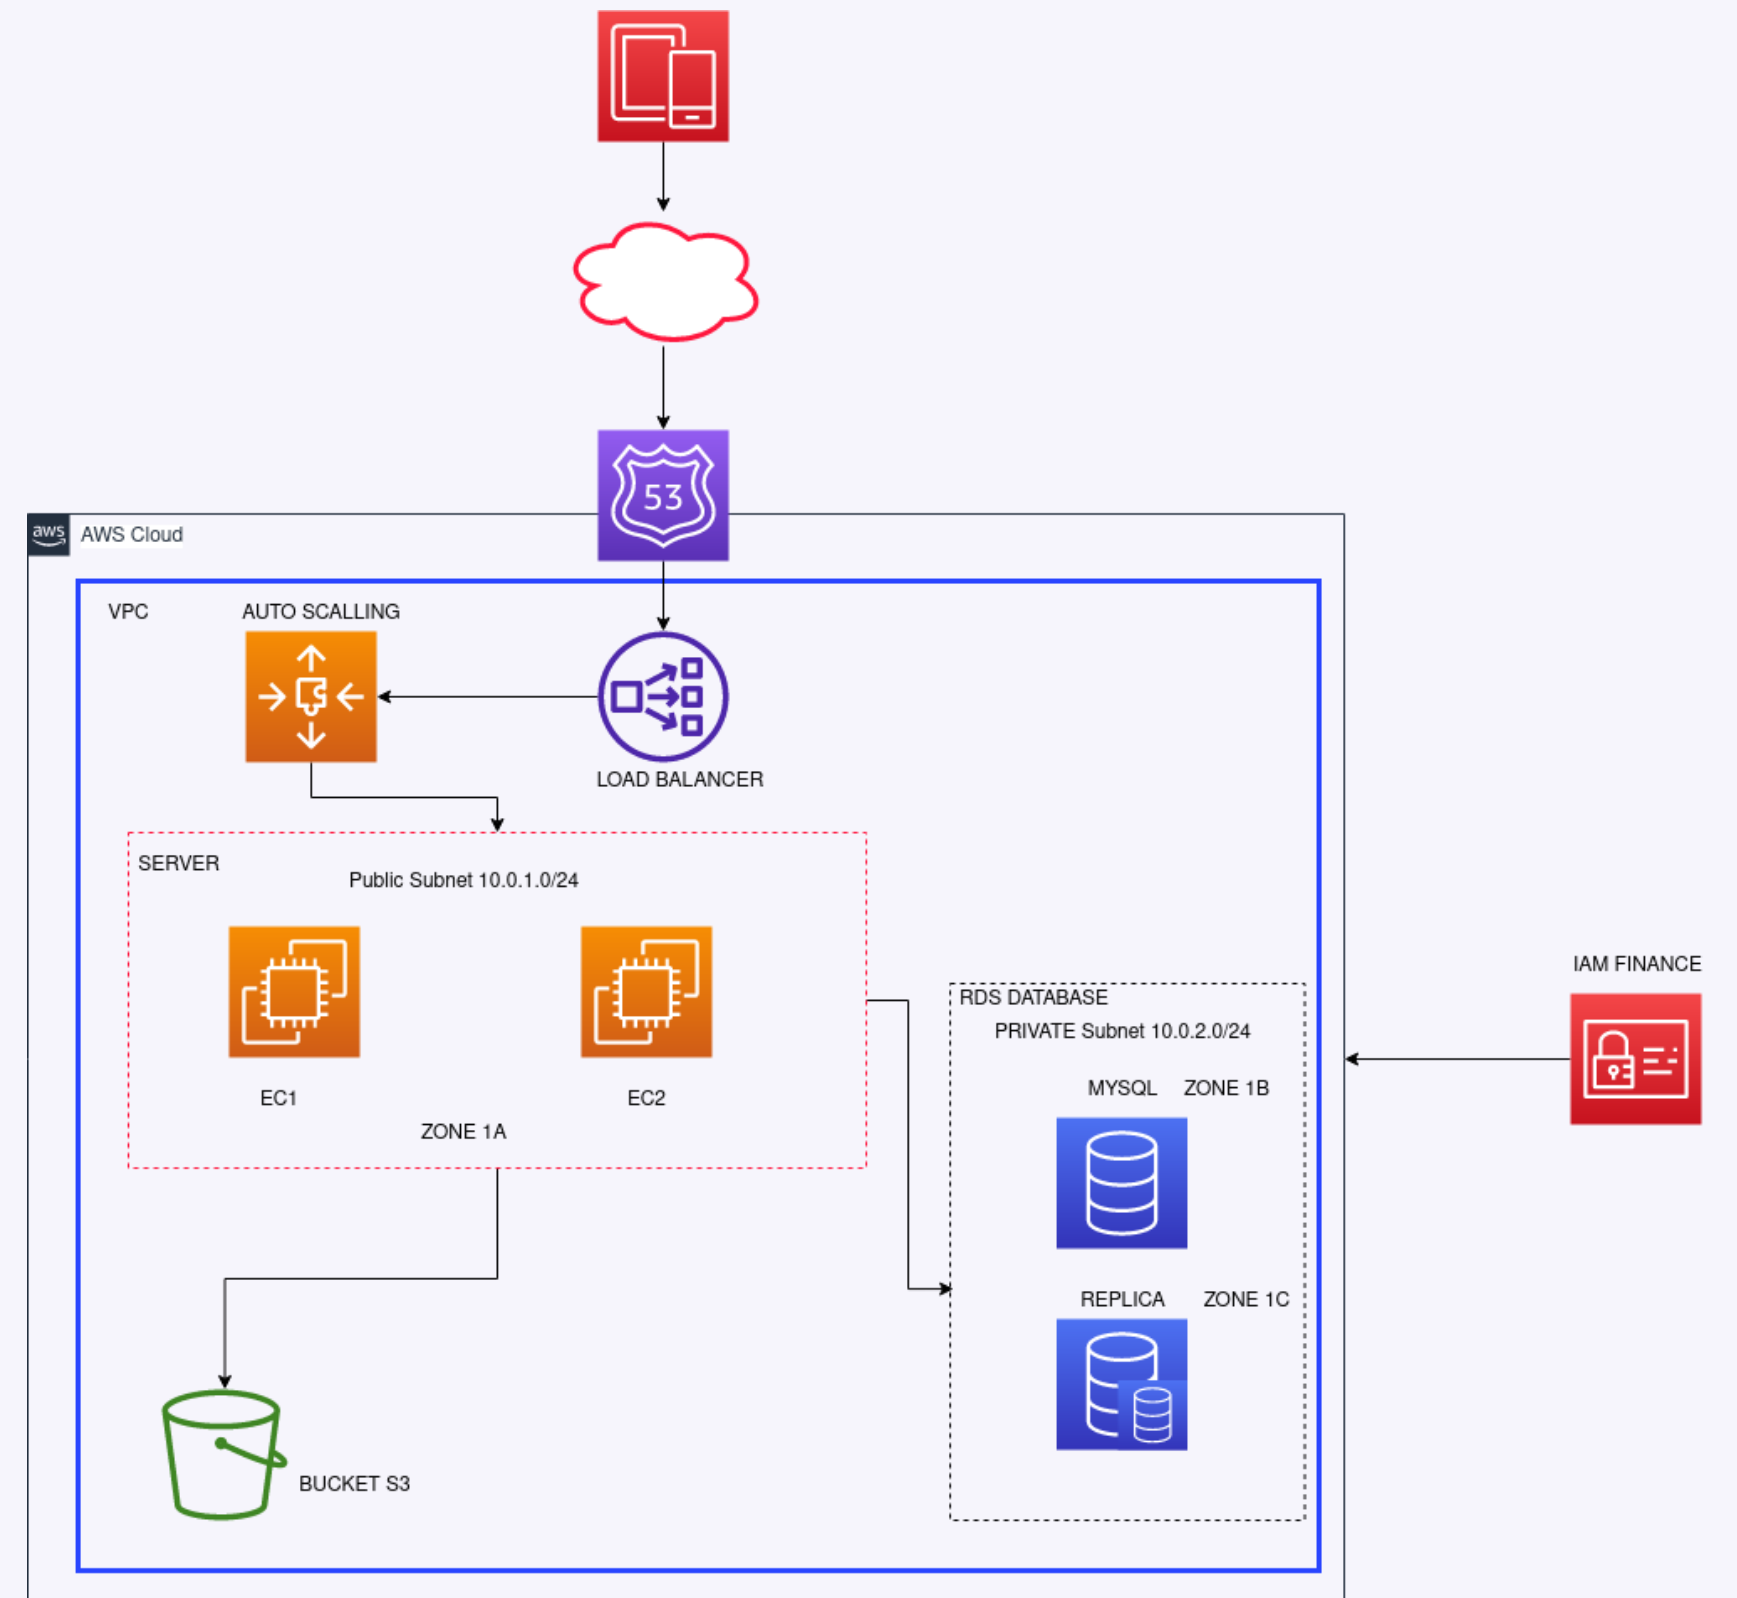 53
aws
AWS Cloud
VPC
AUTO SCALLING
LOAD BALANCER
SERVER
Public Subnet 10.0.1.0/24
EC1
EC2
ZONE 1A
IAM FINANCE
RDS DATABASE
PRIVATE Subnet 10.0.2.0/24
MYSQL ZONE 1B
REPLICA ZONE 1C
BUCKET S3